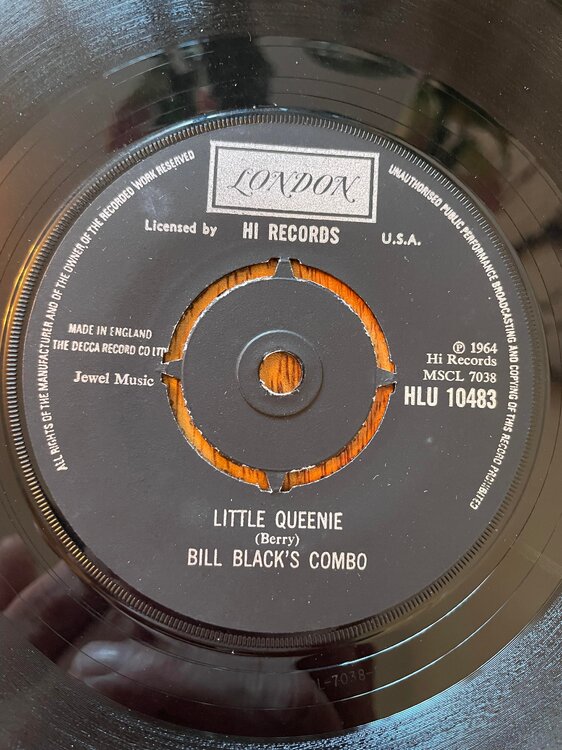 LONDON
Licensed by HI RECORDS U.S.A.
MADE IN ENGLAND
THE DECCA RECORD CO LTD
Jewel Music
℗ 1964
Hi Records
MSCL 7038
HLU 10483
LITTLE QUEENIE
(Berry)
BILL BLACK'S COMBO
ALL RIGHTS OF THE MANUFACTURER AND OF THE OWNER OF THE RECORDED WORK RESERVED
UNAUTHORISED PUBLIC PERFORMANCE BROADCASTING AND COPYING OF THIS RECORD PROHIBITED
L-7038-